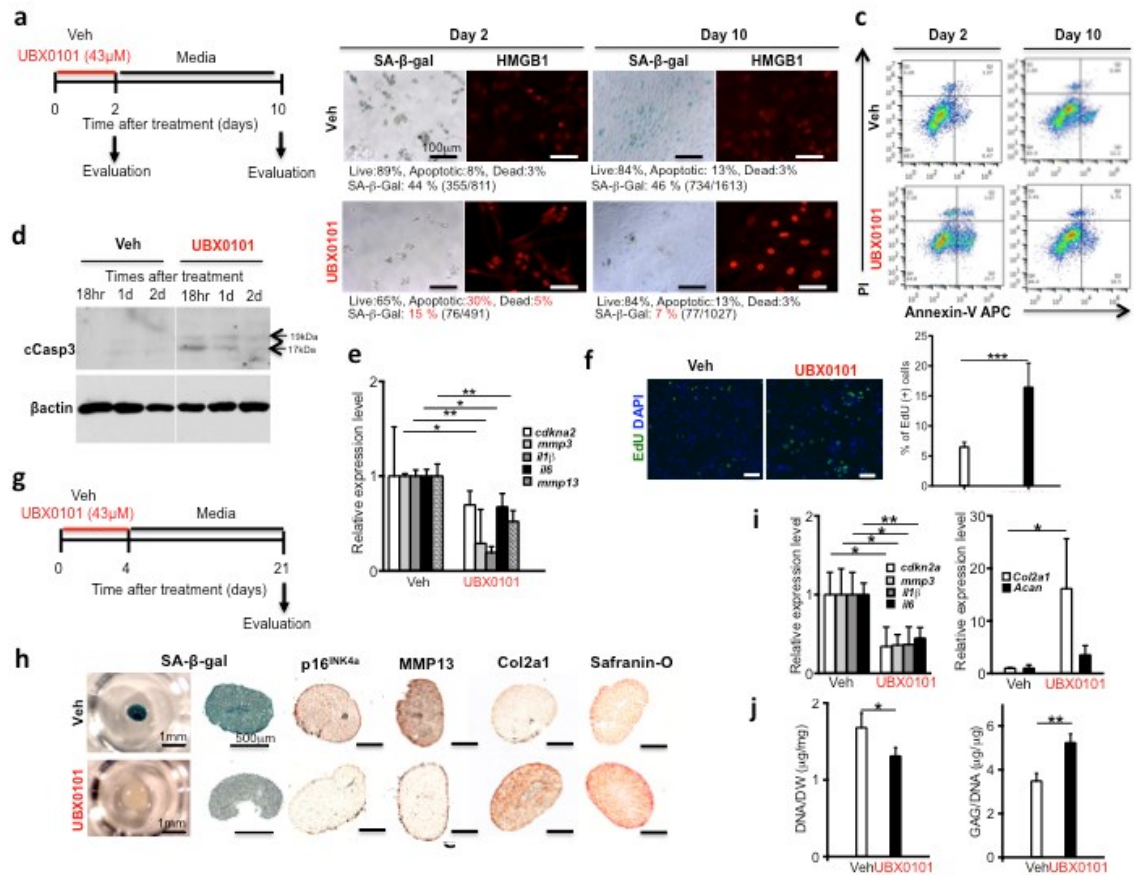 a
Veh
UBX0101 (43µM)
Media
0
2
10
Time after treatment (days)
Evaluation
Evaluation
Day 2
Day 10
SA-β-gal
HMGB1
SA-β-gal
HMGB1
Veh
100µm
Live:89%, Apoptotic:8%, Dead:3%
SA-β-Gal: 44 % (355/811)
Live:84%, Apoptotic: 13%, Dead:3%
SA-β-Gal: 46 % (734/1613)
UBX0101
Live:65%, Apoptotic:30%, Dead:5%
SA-β-Gal: 15 % (76/491)
Live:84%, Apoptotic:13%, Dead:3%
SA-β-Gal: 7 % (77/1027)
c
Day 2
Day 10
Veh
UBX0101
PI
Annexin-V APC
d
Veh
UBX0101
Times after treatment
18hr 1d 2d 18hr 1d 2d
cCasp3
19kDa
17kDa
βactin
e
Relative expression level
2
1
0
**
*
**
*
cdkna2
mmp3
il1β
il6
mmp13
Veh
UBX0101
f
Veh
UBX0101
EdU DAPI
% of EdU (+) cells
25
20
15
10
5
0
***
g
Veh
UBX0101 (43µM)
Media
0
4
21
Time after treatment (days)
Evaluation
h
SA-β-gal
p16INK4a
MMP13
Col2a1
Safranin-O
Veh
1mm
500µm
UBX0101
1mm
i
Relative expression level
2
1
0
**
*
*
*
cdkn2a
mmp3
il1β
il6
Veh
UBX0101
Relative expression level
30
20
10
0
*
Col2a1
Acan
Veh
UBX0101
j
DNA/DW (µg/mg)
2
1
0
*
VehUBX0101
GAG/DNA (µg/µg)
6
4
2
0
**
VehUBX0101